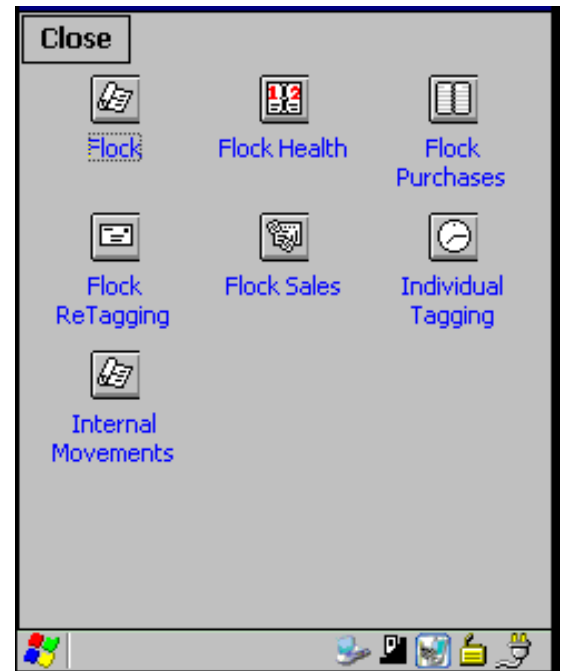 Close
Flock
Flock Health
Flock
Purchases
Flock
ReTagging
Flock Sales
Individual
Tagging
Internal
Movements